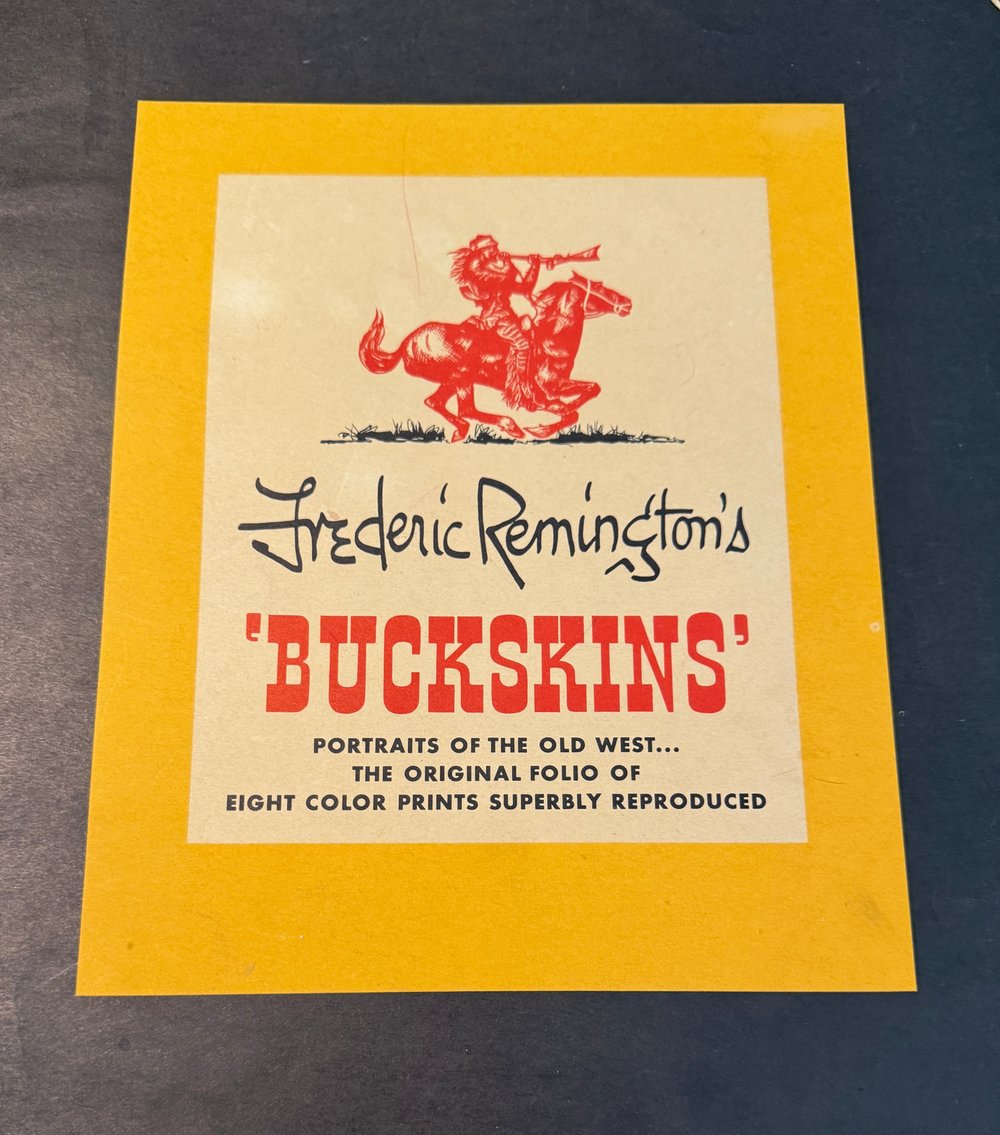 Frederic Remington's
'BUCKSKINS'
PORTRAITS OF THE OLD WEST...
THE ORIGINAL FOLIO OF
EIGHT COLOR PRINTS SUPERBLY REPRODUCED